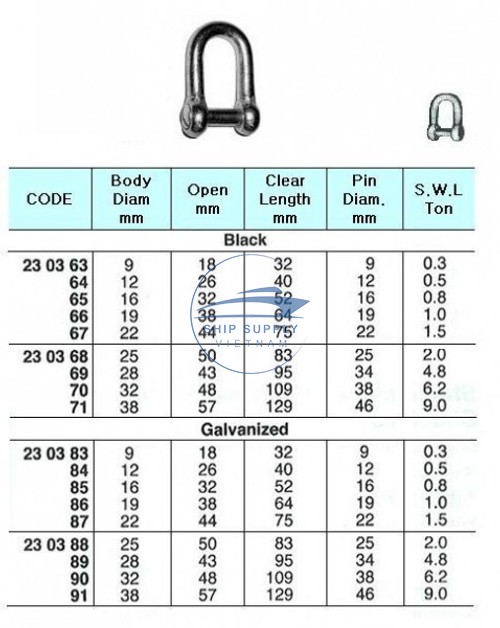 CODE Body Diam mm Open mm Clear Length mm Pin Diam. mm S.W.L Ton
Black
23 03 63 9 18 32 9 0.3
64 12 26 40 12 0.5
65 16 32 52 16 0.8
66 19 38 64 19 1.0
67 22 44 75 22 1.5
SHIP SUPPLY
VIETNAM
23 03 68 25 50 83 25 2.0
69 28 43 95 34 4.8
70 32 48 109 38 6.2
71 38 57 129 46 9.0
Galvanized
23 03 83 9 18 32 9 0.3
84 12 26 40 12 0.5
85 16 32 52 16 0.8
86 19 38 64 19 1.0
87 22 44 75 22 1.5
23 03 88 25 50 83 25 2.0
89 28 43 95 34 4.8
90 32 48 109 38 6.2
91 38 57 129 46 9.0